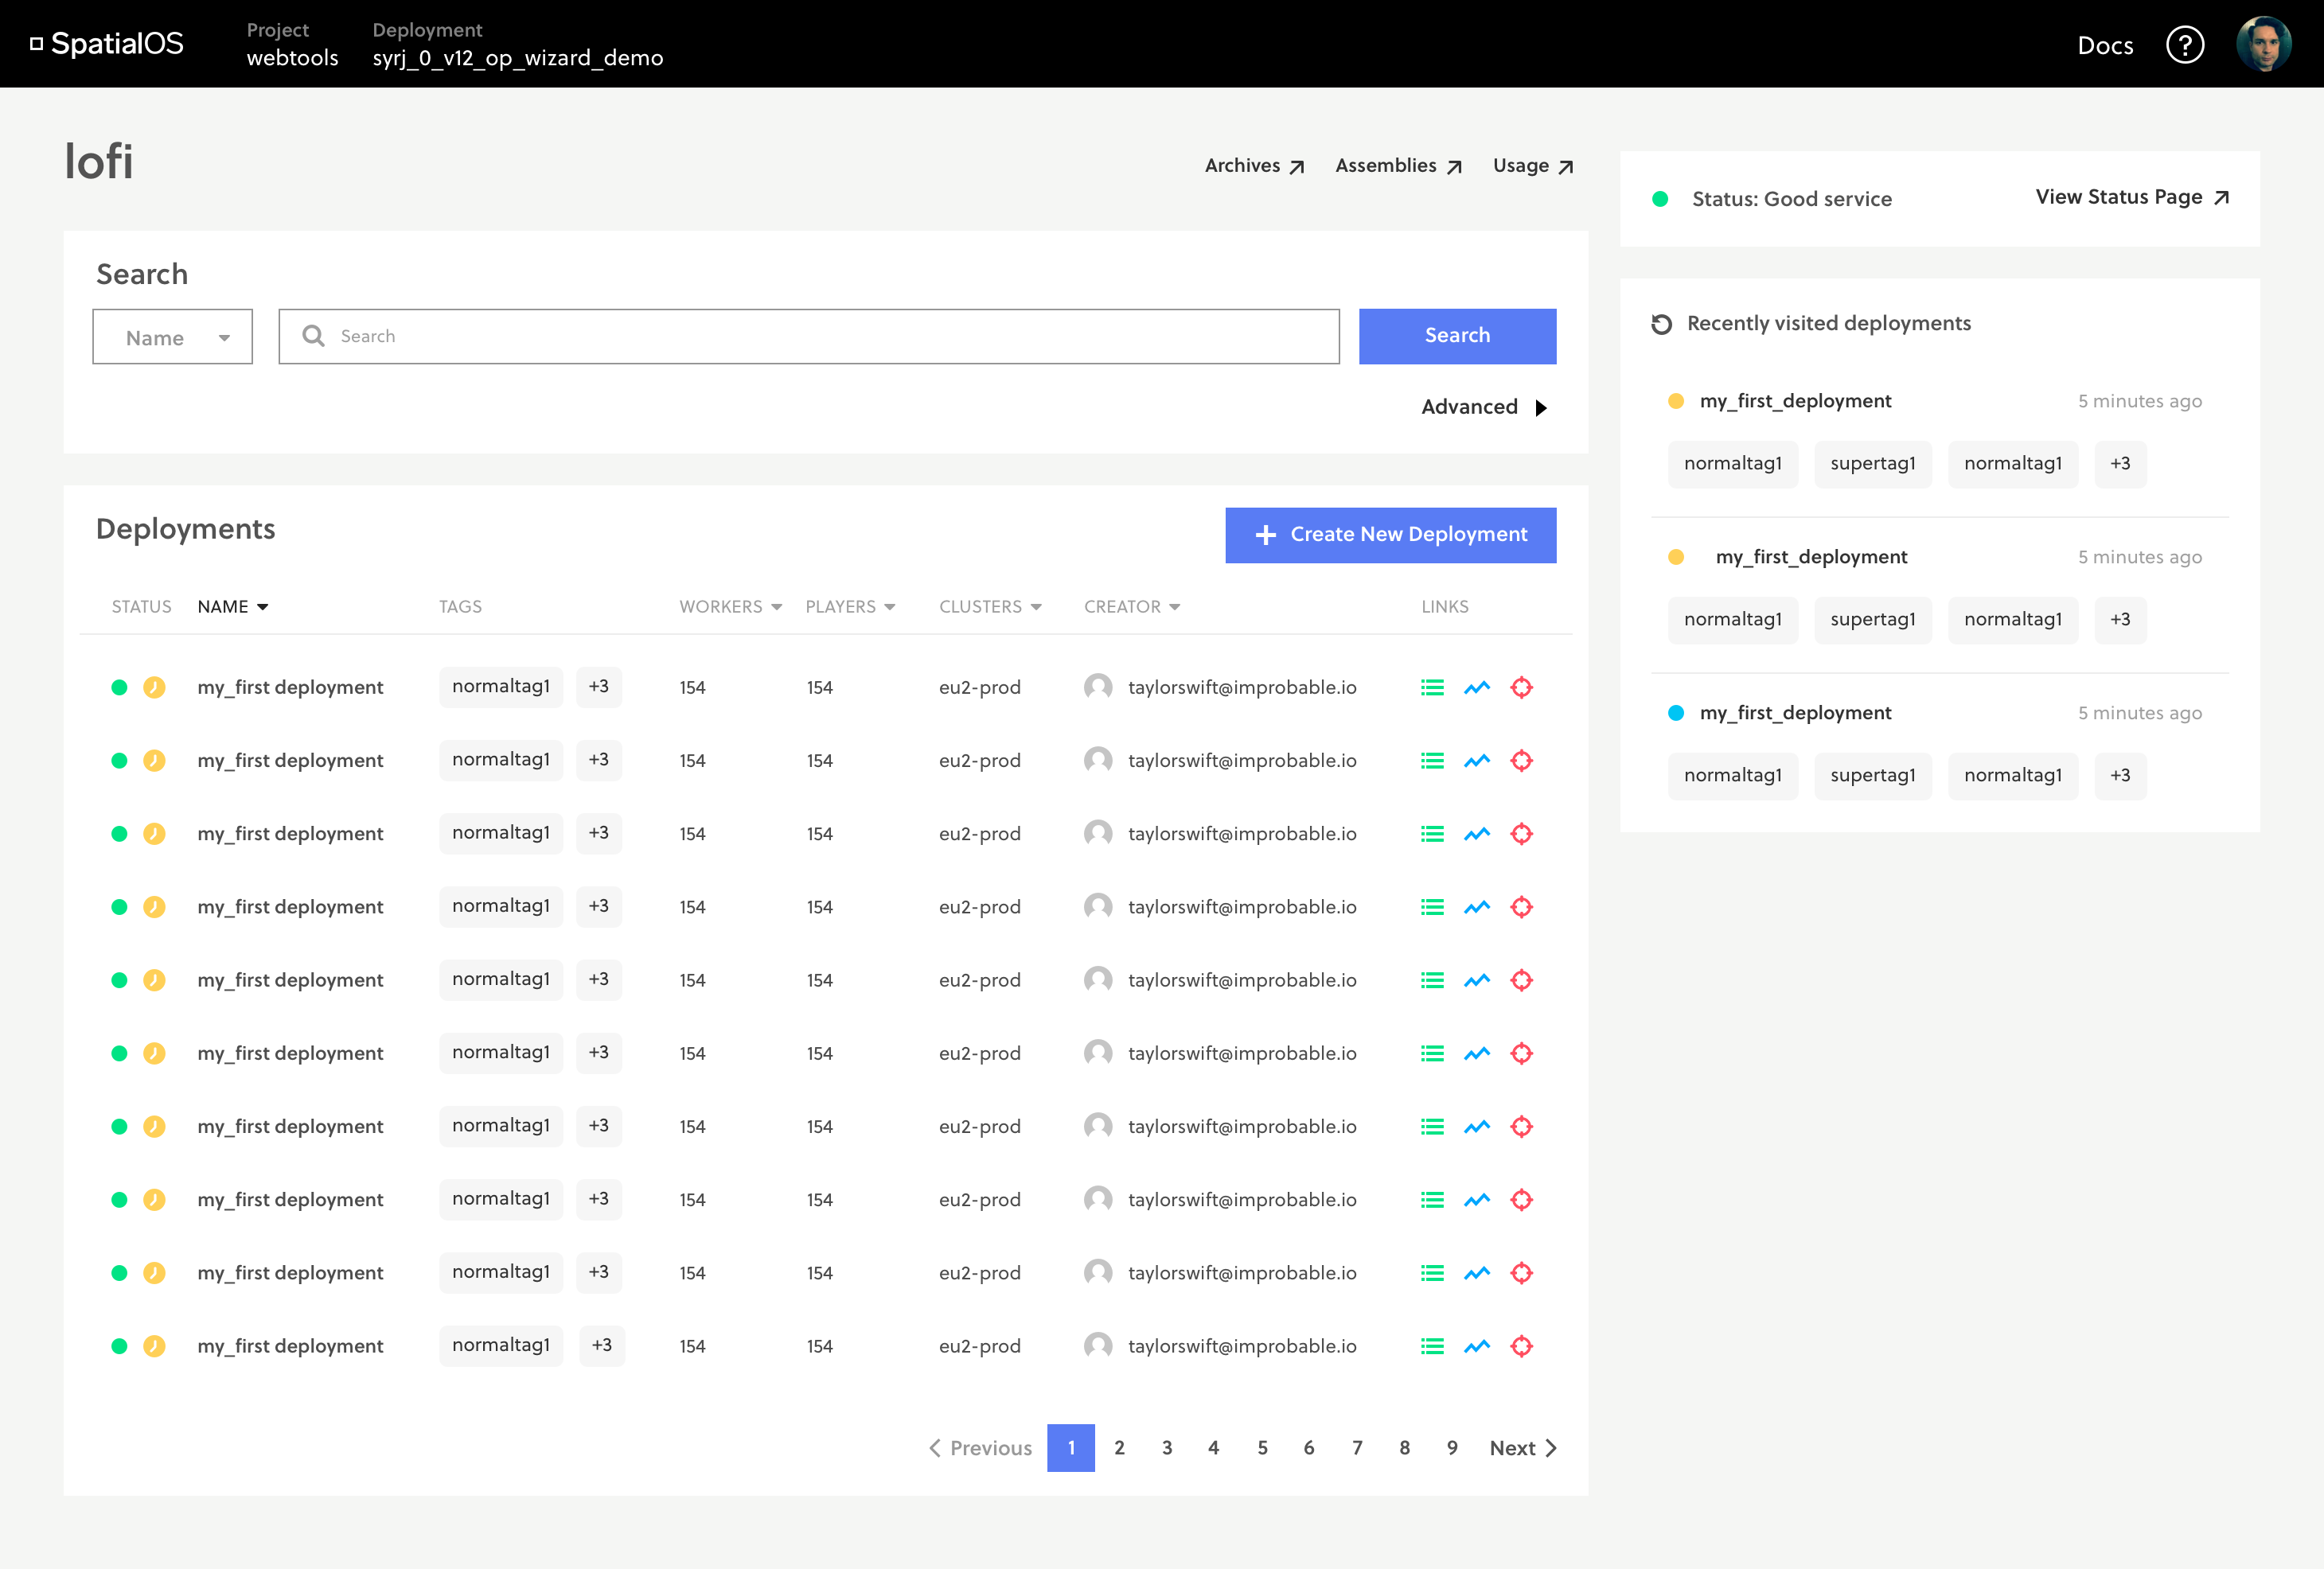 SpatialOS
Project
webtools
Deployment
syrj_0_v12_op_wizard_demo
Docs
?
lofi
Archives
Assemblies
Usage
Search
Name
Search
Search
Advanced
Deployments
+ Create New Deployment
STATUS NAME TAGS WORKERS PLAYERS CLUSTERS CREATOR LINKS
my_first deployment normaltag1 +3 154 154 eu2-prod taylorswift@improbable.io
my_first deployment normaltag1 +3 154 154 eu2-prod taylorswift@improbable.io
my_first deployment normaltag1 +3 154 154 eu2-prod taylorswift@improbable.io
my_first deployment normaltag1 +3 154 154 eu2-prod taylorswift@improbable.io
my_first deployment normaltag1 +3 154 154 eu2-prod taylorswift@improbable.io
my_first deployment normaltag1 +3 154 154 eu2-prod taylorswift@improbable.io
my_first deployment normaltag1 +3 154 154 eu2-prod taylorswift@improbable.io
my_first deployment normaltag1 +3 154 154 eu2-prod taylorswift@improbable.io
my_first deployment normaltag1 +3 154 154 eu2-prod taylorswift@improbable.io
my_first deployment normaltag1 +3 154 154 eu2-prod taylorswift@improbable.io
Previous 1 2 3 4 5 6 7 8 9 Next
Status: Good service
View Status Page
Recently visited deployments
my_first_deployment 5 minutes ago
normaltag1 supertag1 normaltag1 +3
my_first_deployment 5 minutes ago
normaltag1 supertag1 normaltag1 +3
my_first_deployment 5 minutes ago
normaltag1 supertag1 normaltag1 +3